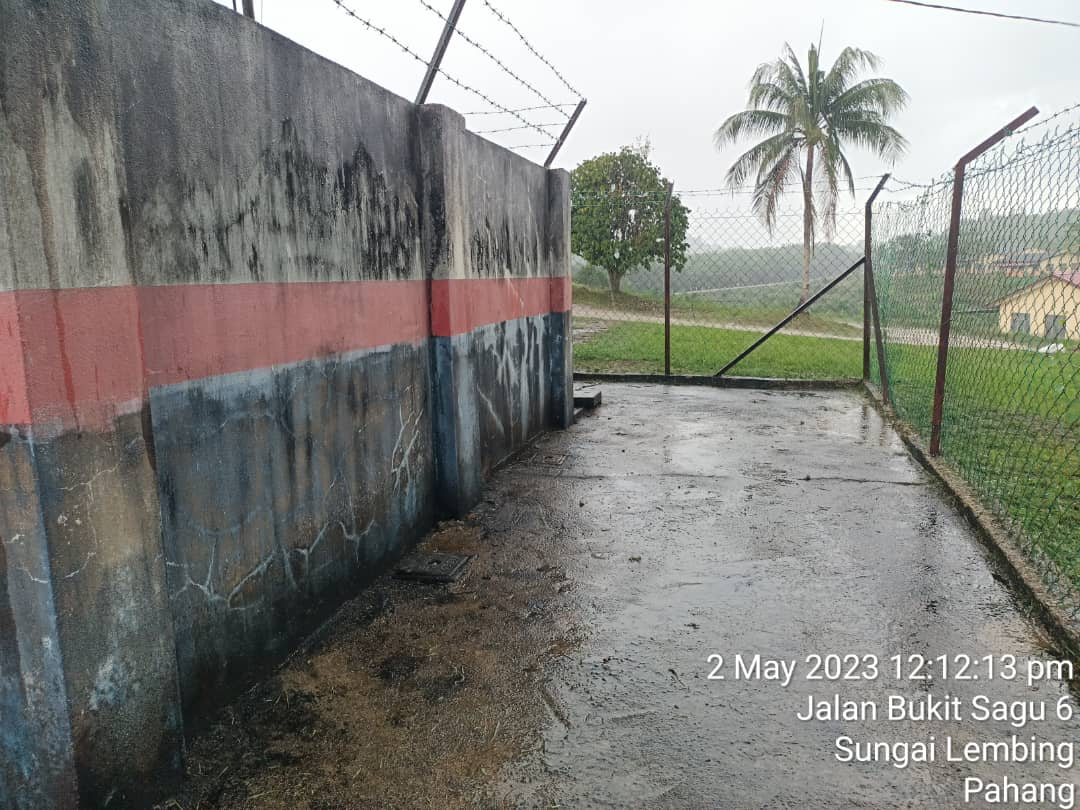 2 May 2023 12:12:13 pm
Jalan Bukit Sagu 6
Sungai Lembing
Pahang